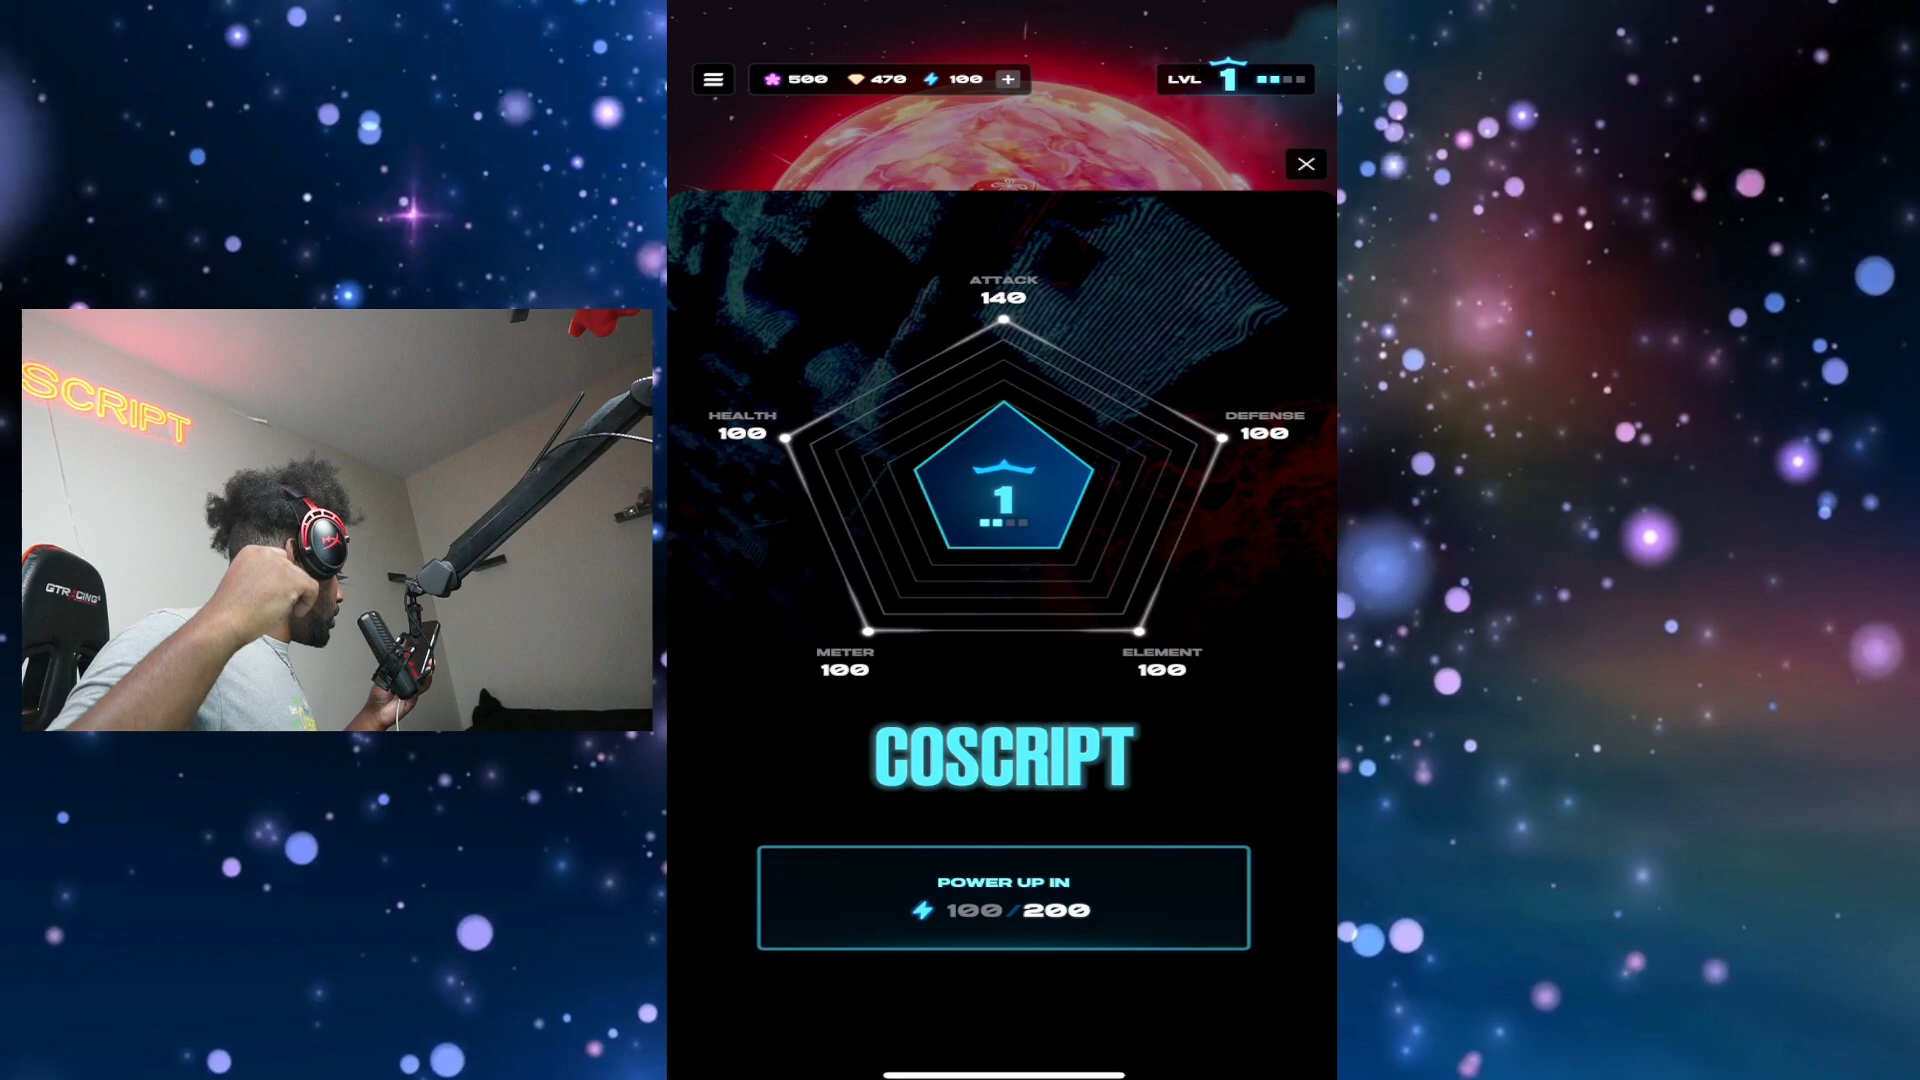 500 470 100 +
LVL 1
ATTACK
140
HEALTH
100
DEFENSE
100
1
METER
100
ELEMENT
100
COSCRIPT
POWER UP IN
100/200
SCRIPT
GTRACING
HX